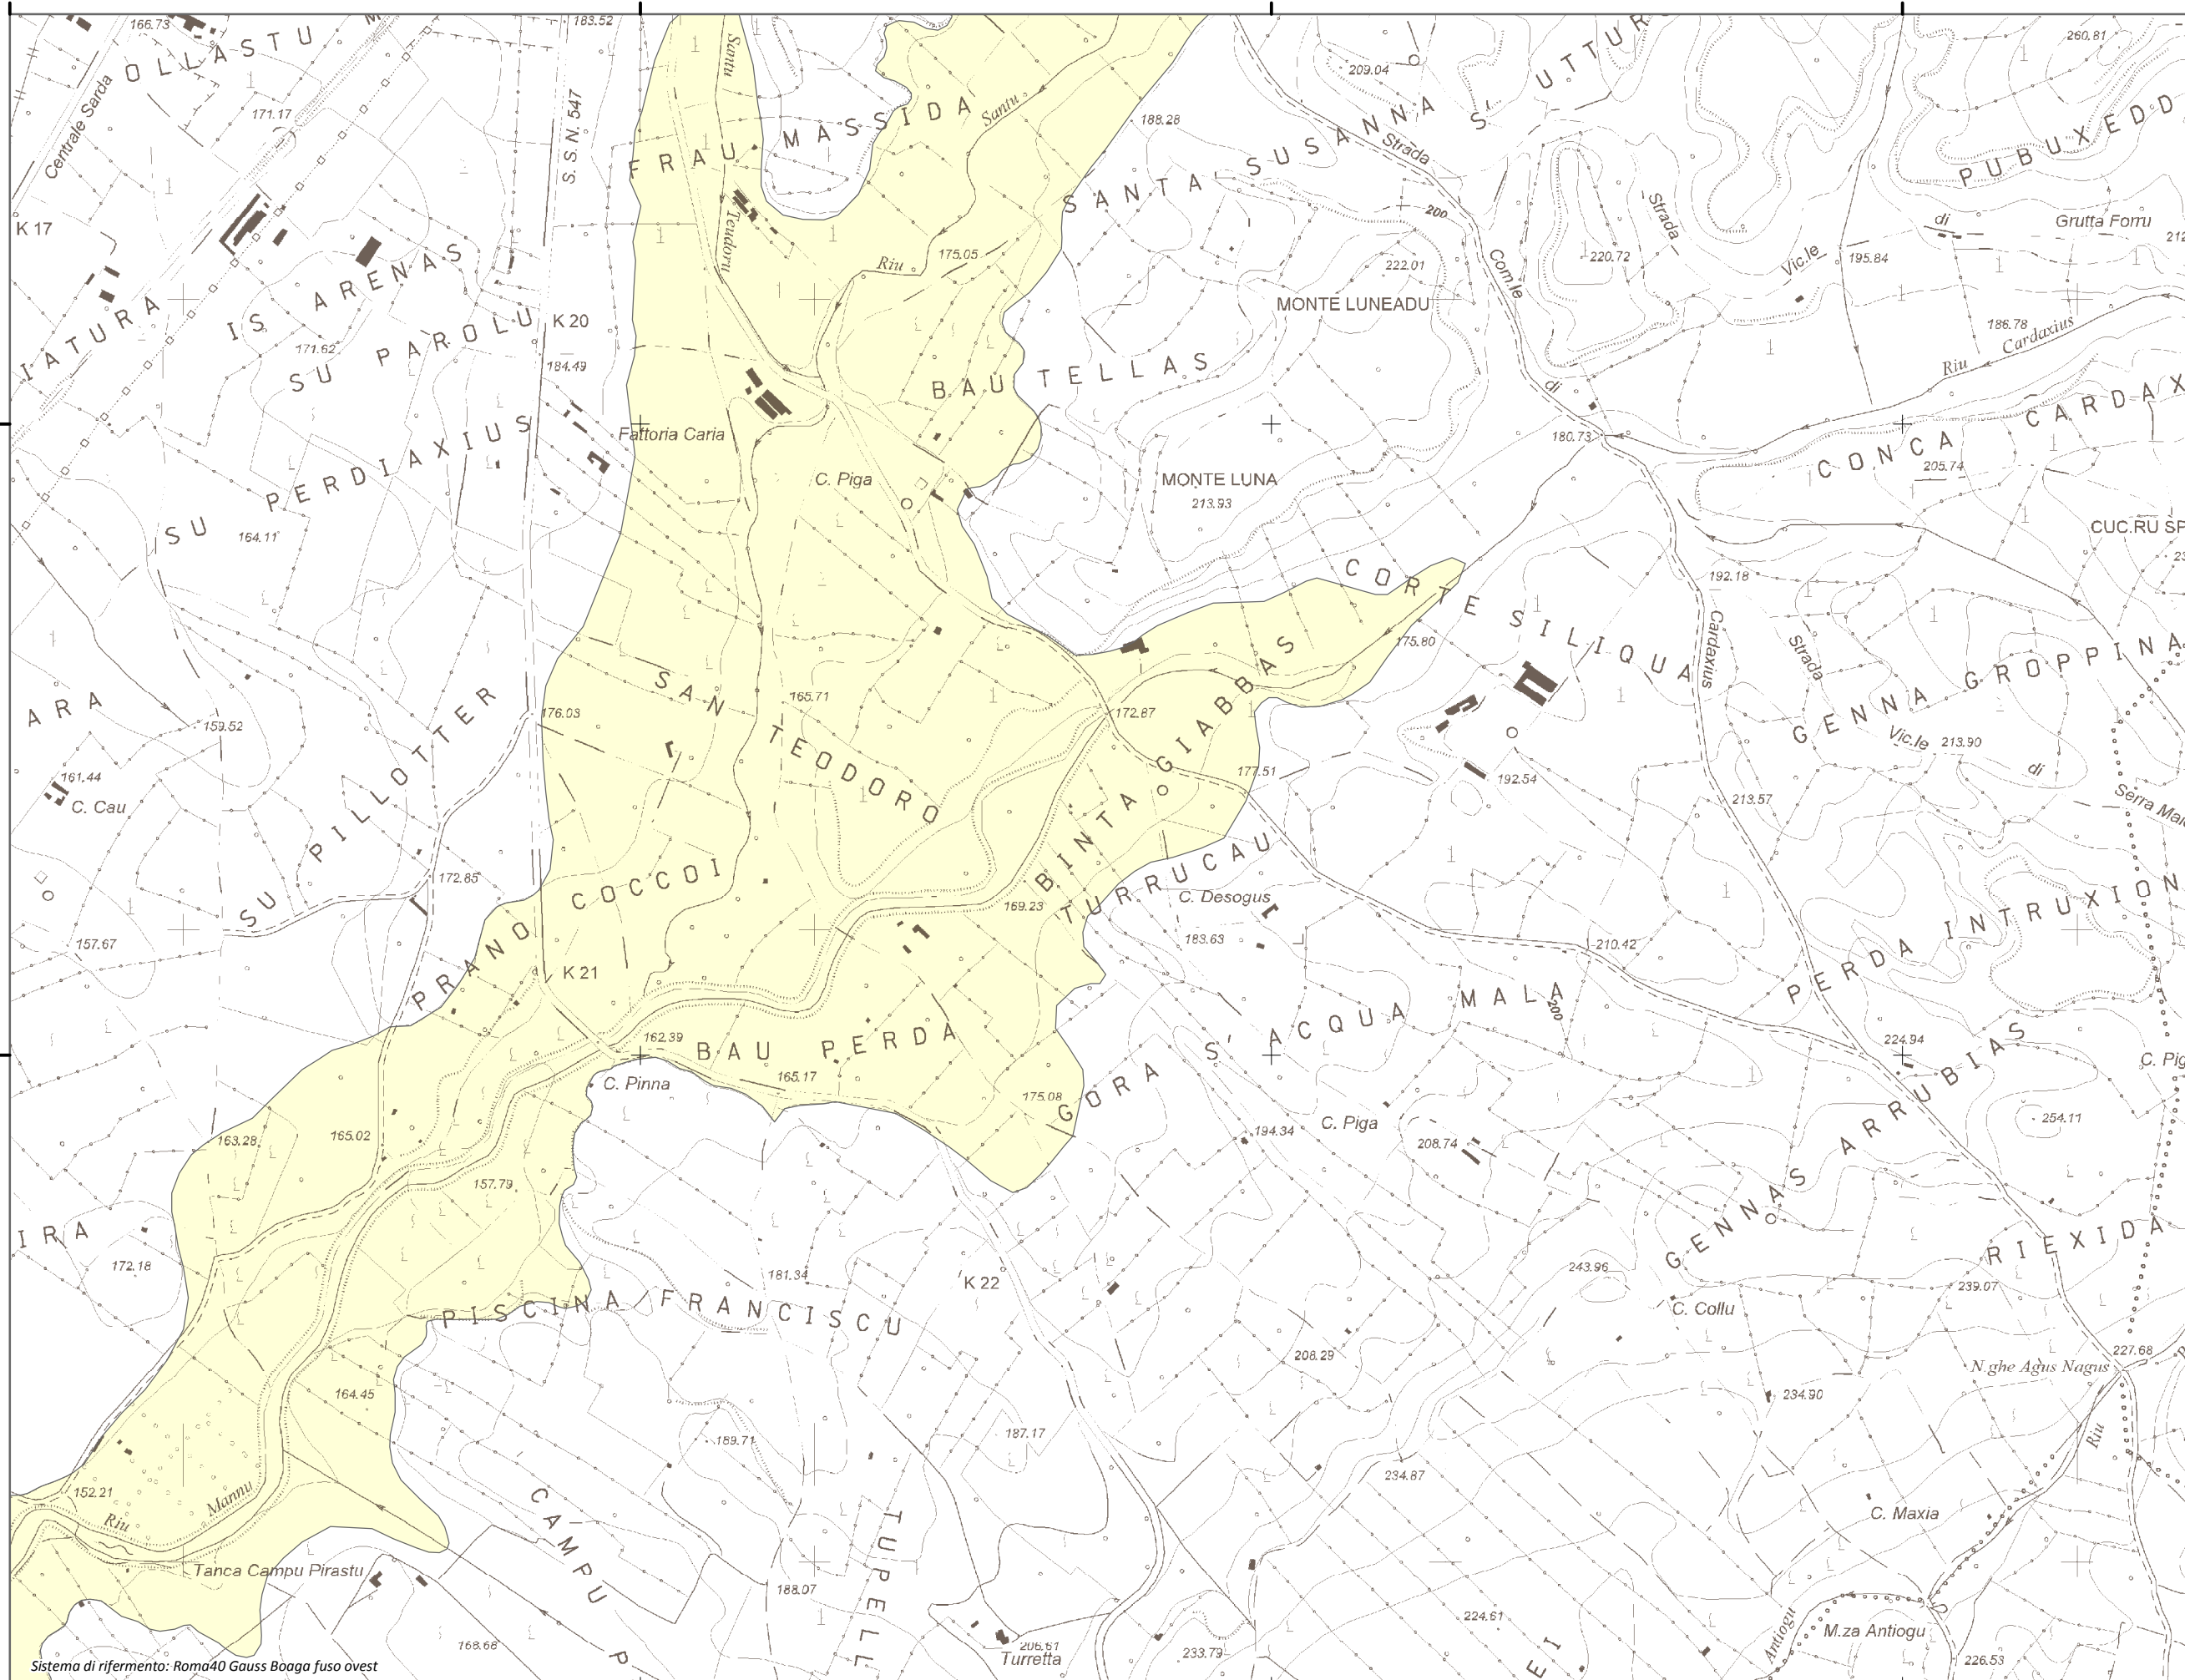 166.73
OLLASTU
183.52
Santu
209.04
S' UTTUR
260.81
Centrale Sarda
171.17
S. S. N. 547
FRAU
MASSIDA
Santu
188.28
SANTA SUSANNA
Strada
PUBUXEDD
K 17
IS ARENAS
Teudoru
Riu
175.05
200
222.01
Com.le
220.72
Strada
Vic.le
195.84
di
Grutta Forru
212
IATURA
171.62
SU PAROLU
K 20
MONTE LUNEADU
186.78
Riu Cardaxius
184.49
BAU TELLAS
di
CONCA CARDAX
SU PERDIAXIUS
Fattoria Caria
180.73
205.74
164.11
C. Piga
MONTE LUNA
213.93
CUC.RU SP
23
CORTE SILIQUA
192.18
175.80
Cardaxius
Strada
GENNA GROPPINA
ARA
159.52
SU PILLOTTER
176.03
SAN TEODORO
165.71
172.87
BINTA GIABBAS
177.51
192.54
Vic.le
213.90
di
213.57
Serra
161.44
C. Cau
172.85
PRANO COCCOI
169.23
TURRUCAU
C. Desogus
183.63
210.42
PERDA INTRUXION
157.67
K 21
162.39
BAU PERDA
165.17
C. Pinna
175.08
GORA S' ACQUA MALA
200
224.94
C. Pig
163.28
165.02
157.79
194.34
C. Piga
208.74
254.11
GENNAS ARRUBIAS
IRA
172.18
181.34
K 22
243.96
RIEXIDA
239.07
PISCINA FRANCISCU
C. Collu
208.29
227.68
N.ghe Agus Nagus
164.45
234.90
189.71
187.17
234.87
Riu
152.21
Riu Mannu
CAMPU P
TUPELL
C. Maxia
Tanca Campu Pirastu
188.07
224.61
Antiogu
M.za Antiogu
168.66
206.61
Turretta
233.79
EI
226.53
Sistema di rifermento: Roma40 Gauss Boaga fuso ovest